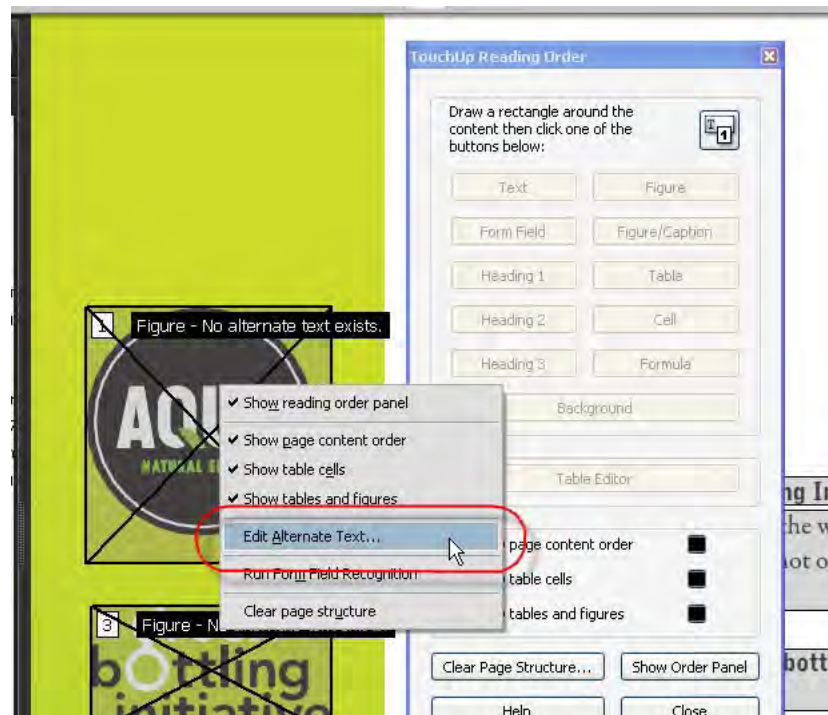 TouchUp Reading Order
Draw a rectangle around the
content then click one of the
buttons below:
1
Text
Figure
Form Field
Figure/Caption
Heading 1
Table
Heading 2
Cell
Heading 3
Formula
Background
Table Editor
page content order
table cells
tables and figures
Clear Page Structure...
Show Order Panel
Help
Close
1
Figure - No alternate text exists.
AQU
NATURAL
Show reading order panel
Show page content order
Show table cells
Show tables and figures
Edit Alternate Text...
Run Form Field Recognition
Clear page structure
3
Figure - N
bottling
initiative
ng I
the w
not o
bott